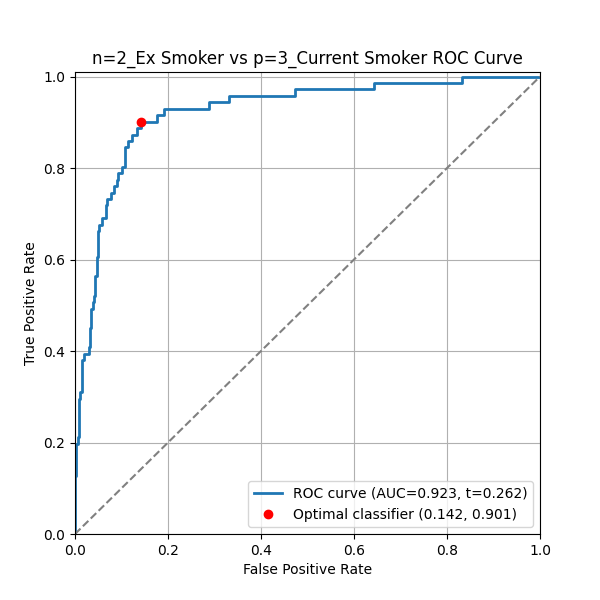 n=2_Ex Smoker vs p=3_Current Smoker ROC Curve
1.0
0.8
0.6
0.4
0.2
0.0
True Positive Rate
ROC curve (AUC=0.923, t=0.262)
Optimal classifier (0.142, 0.901)
0.0 0.2 0.4 0.6 0.8 1.0
False Positive Rate